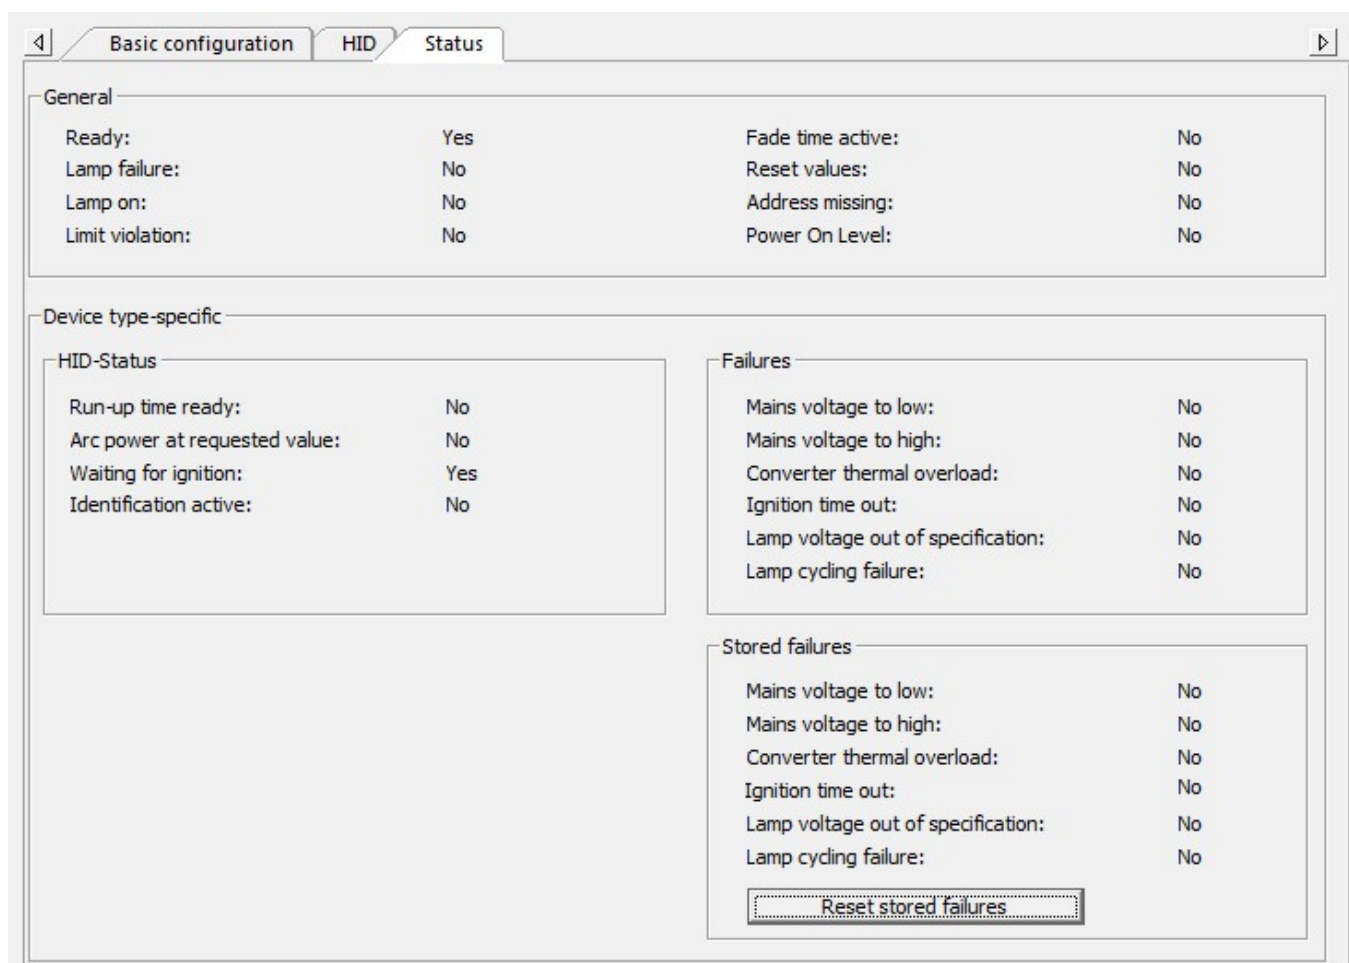 Basic configuration HID Status
General
Ready: Yes Fade time active: No
Lamp failure: No Reset values: No
Lamp on: No Address missing: No
Limit violation: No Power On Level: No
Device type-specific
HID-Status
Run-up time ready: No
Arc power at requested value: No
Waiting for ignition: Yes
Identification active: No
Failures
Mains voltage to low: No
Mains voltage to high: No
Converter thermal overload: No
Ignition time out: No
Lamp voltage out of specification: No
Lamp cycling failure: No
Stored failures
Mains voltage to low: No
Mains voltage to high: No
Converter thermal overload: No
Ignition time out: No
Lamp voltage out of specification: No
Lamp cycling failure: No
Reset stored failures